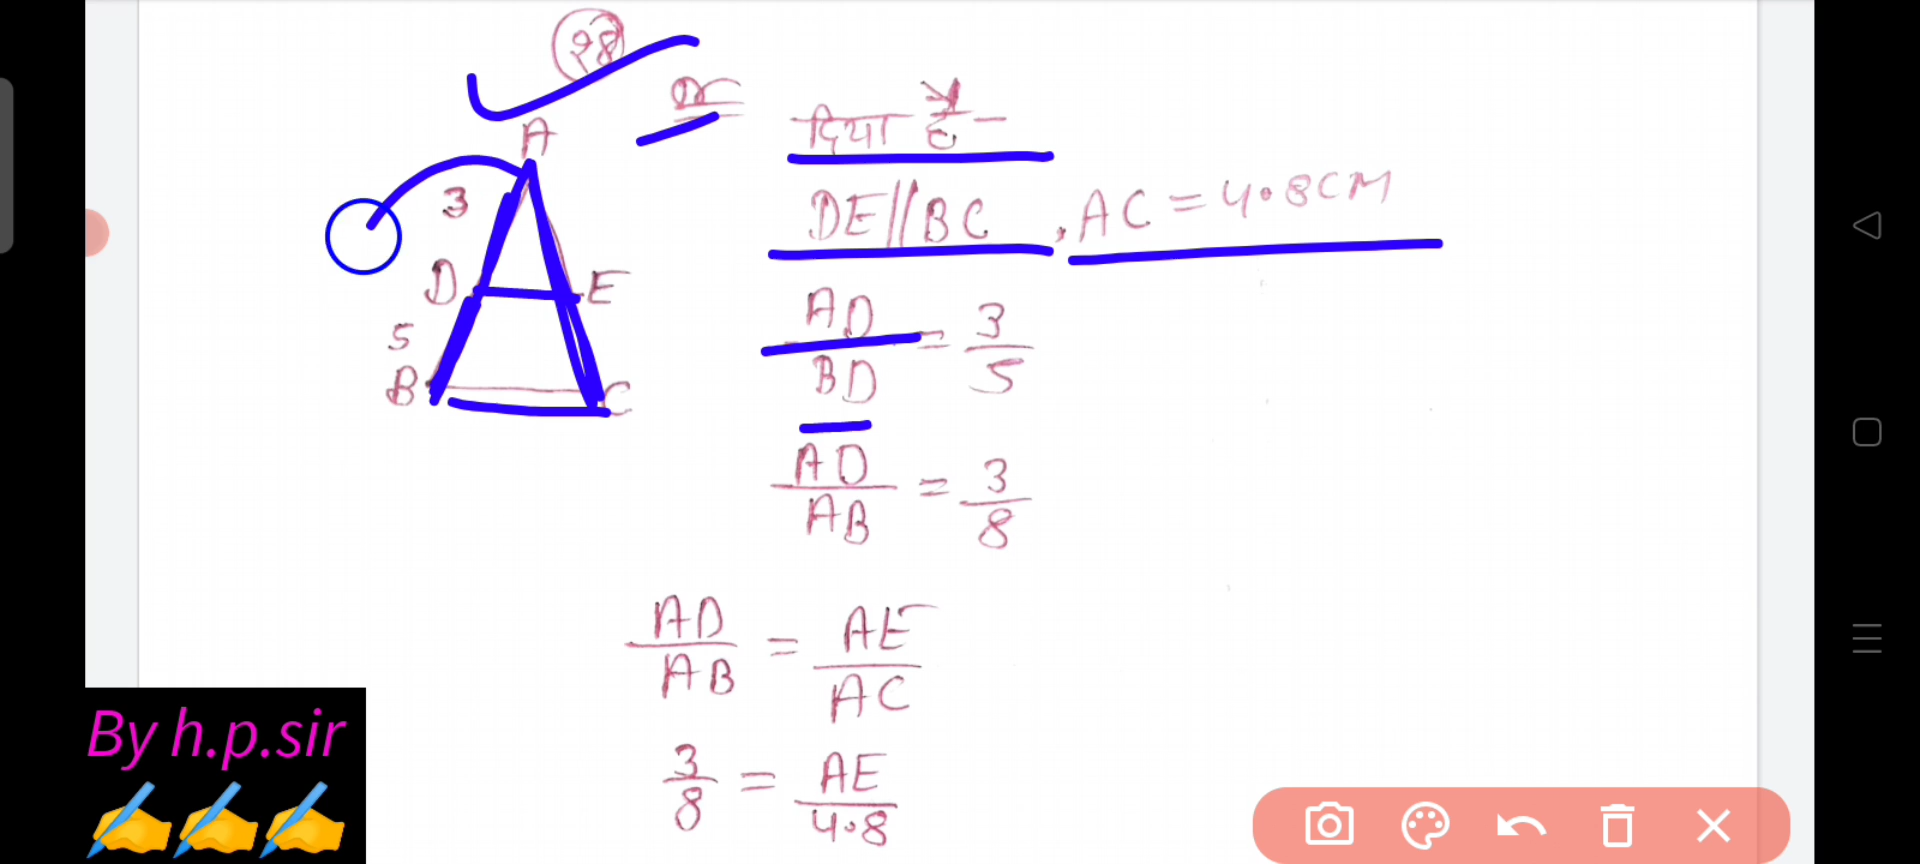 १४
or
दिया है-
A
3
DE//BC, AC = 4.8CM
D E
5
B C
AD/BD = 3/5
AD/AB = 3/8
AD/AB = AE/AC
3/8 = AE/4.8
By h.p.sir